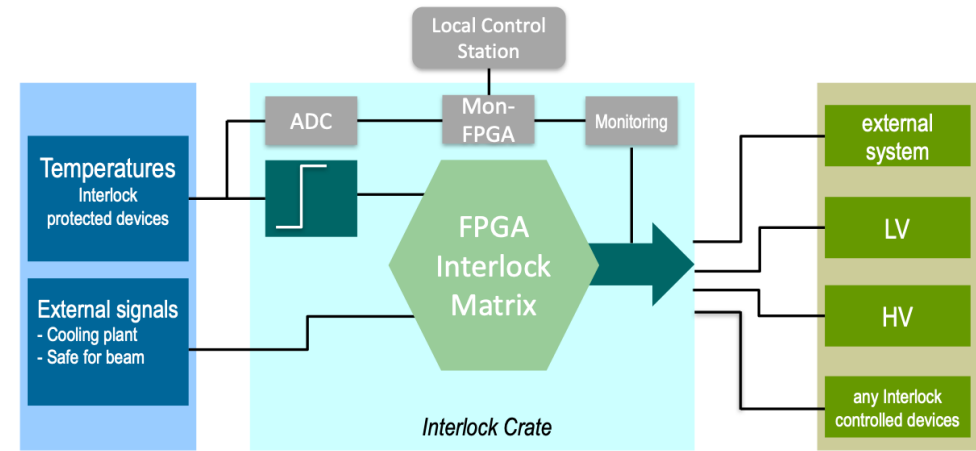 Local Control
Station
ADC
Mon-
FPGA
Monitoring
Temperatures
Interlock
protected devices
External signals
- Cooling plant
- Safe for beam
FPGA
Interlock
Matrix
Interlock Crate
external
system
LV
HV
any Interlock
controlled devices